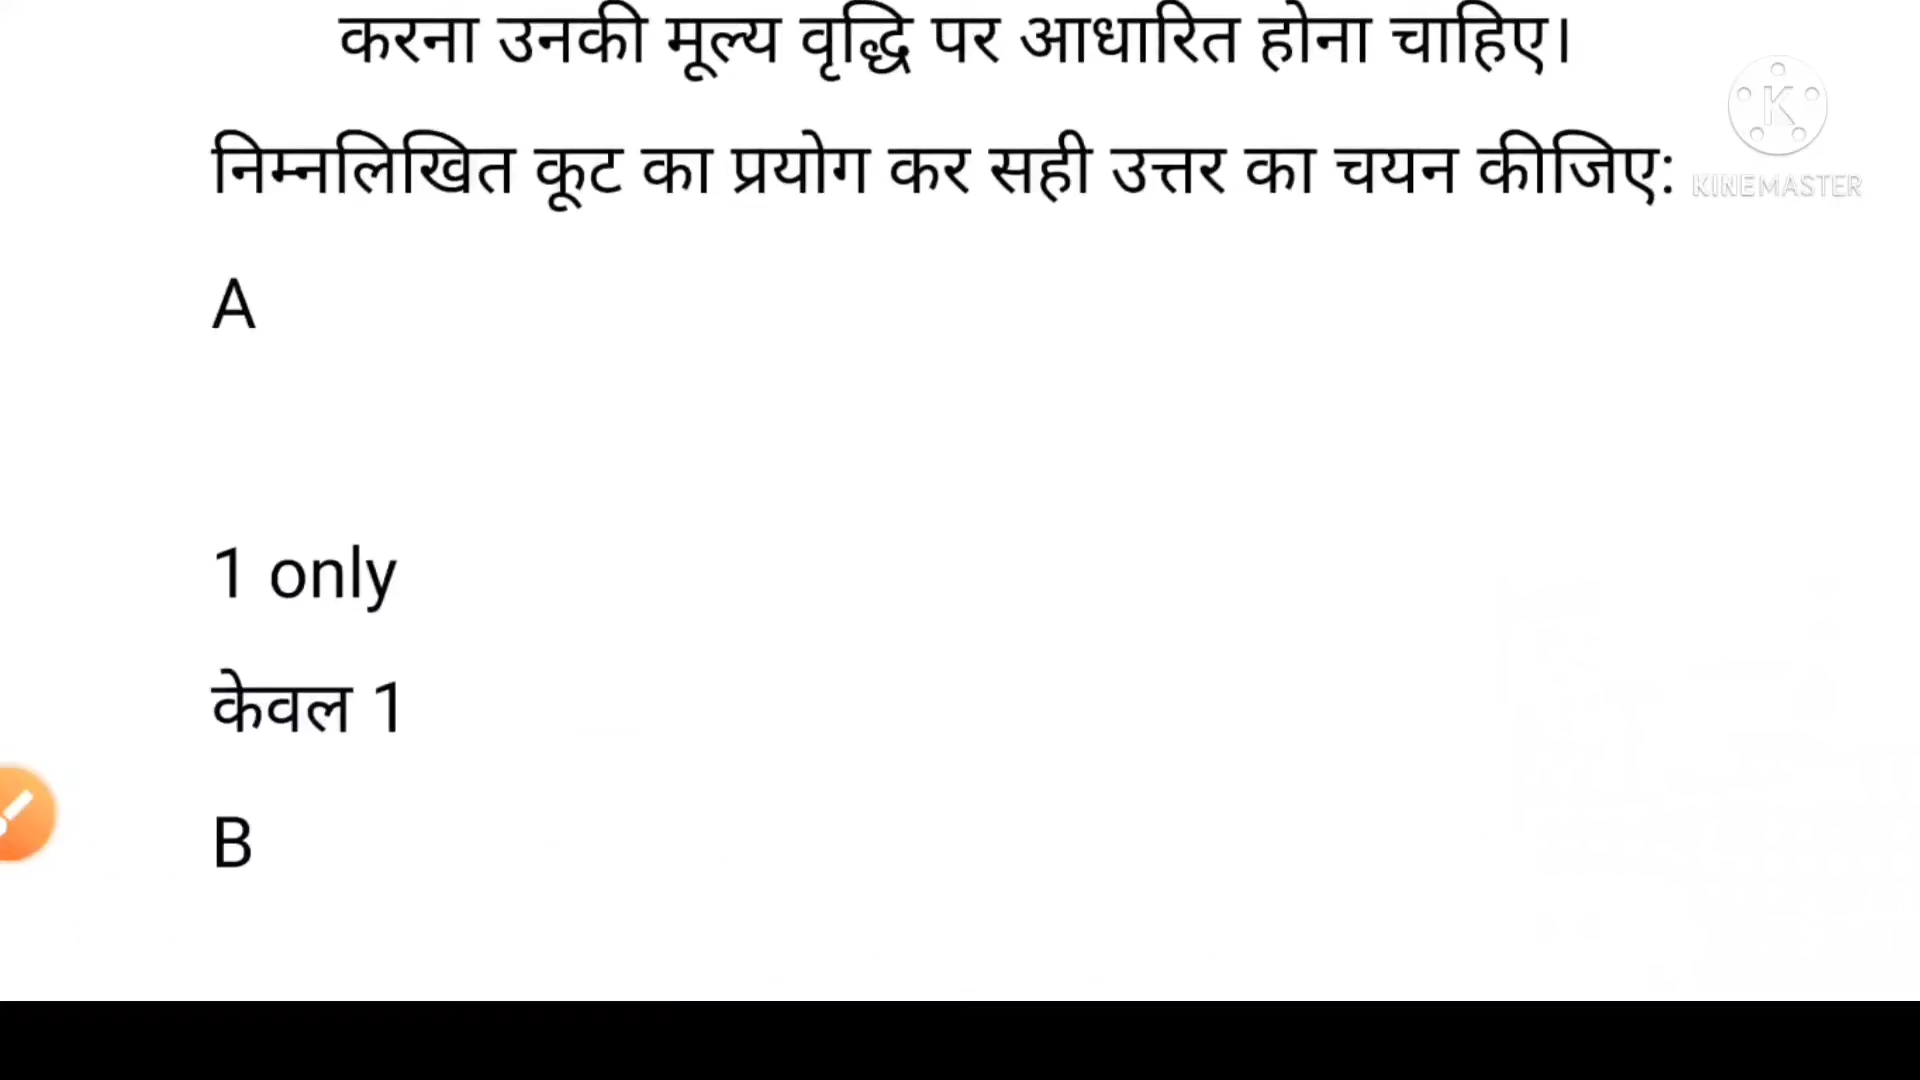 करना उनकी मूल्य वृद्धि पर आधारित होना चाहिए।
निम्नलिखित कूट का प्रयोग कर सही उत्तर का चयन कीजिए:
K
KINEMASTER
A
1 only
केवल 1
B